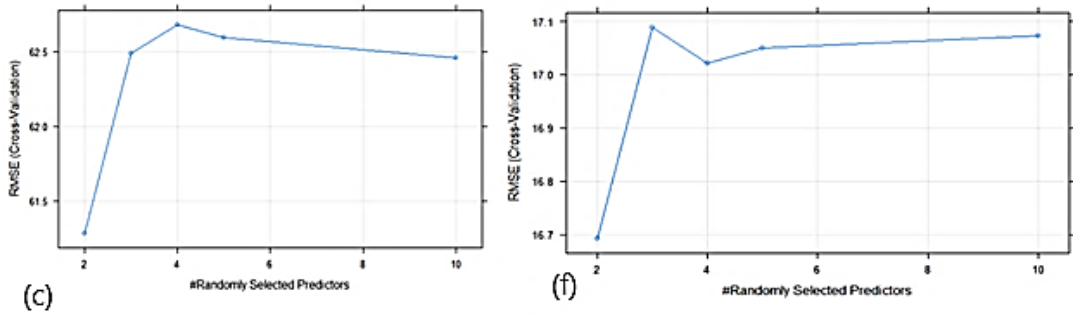 62.5
62.0
61.5
RMSE (Cross-Validation)
2 4 6 8 10
#Randomly Selected Predictors
(c)
17.1
17.0
16.9
16.8
16.7
RMSE (Cross-Validation)
2 4 6 8 10
#Randomly Selected Predictors
(f)